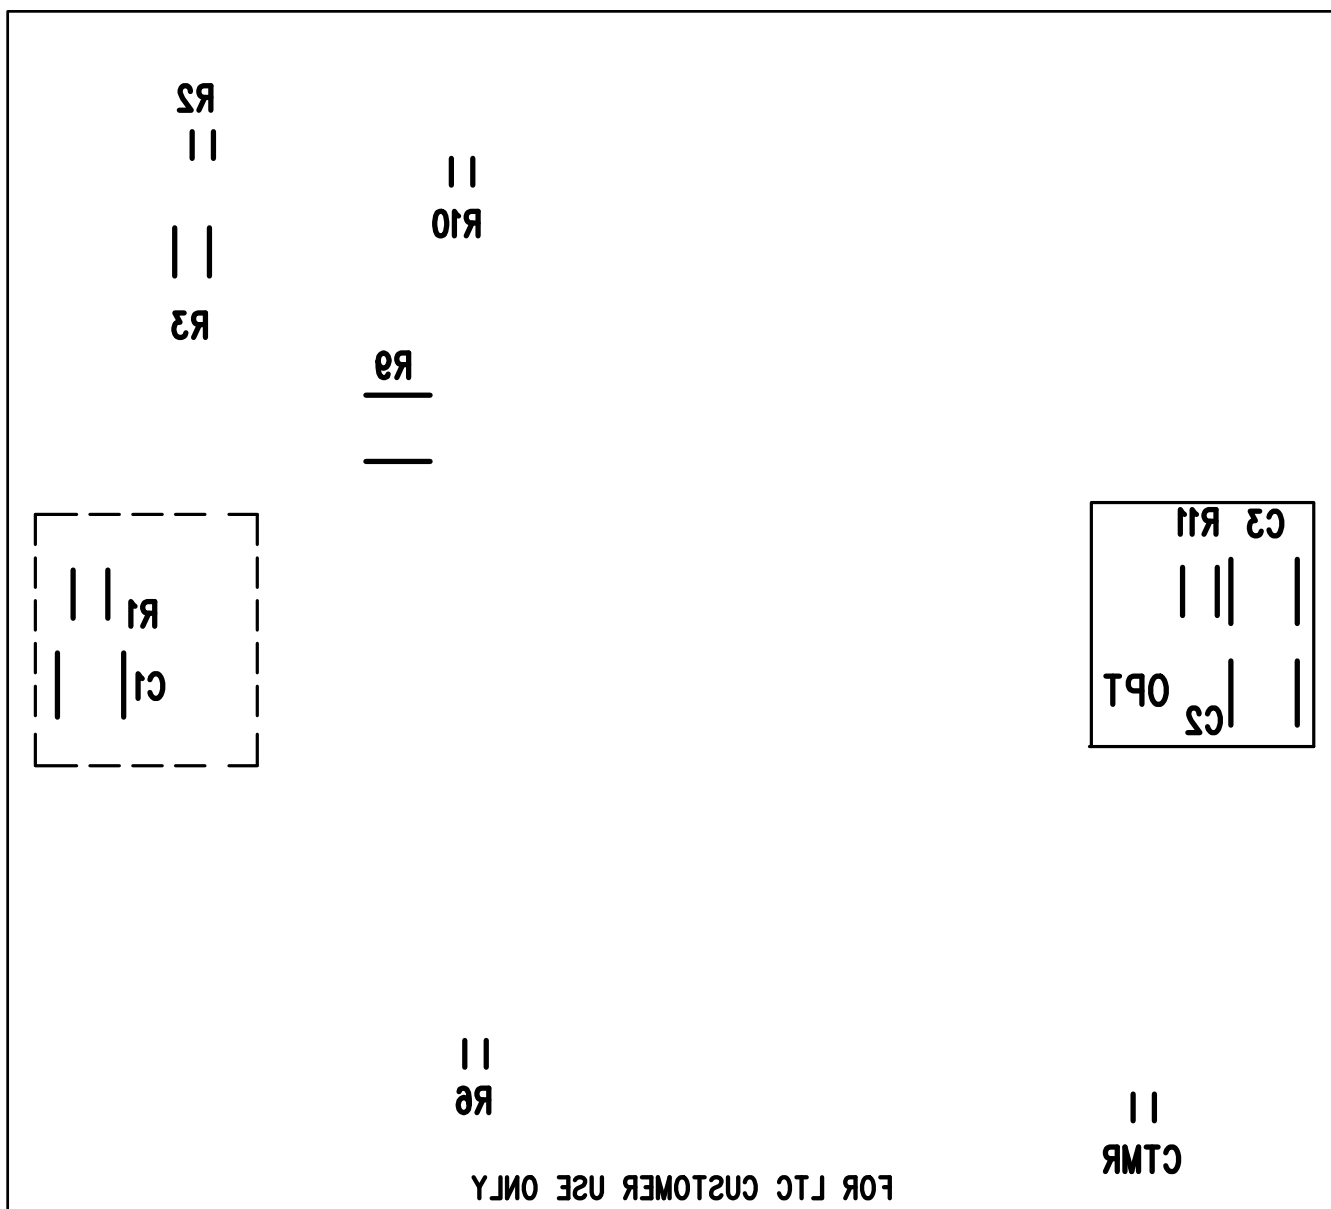 R2
R10
R3
R9
R11 C3
R1
C1
OPT
C2
R6
CTMR
FOR LTC CUSTOMER USE ONLY